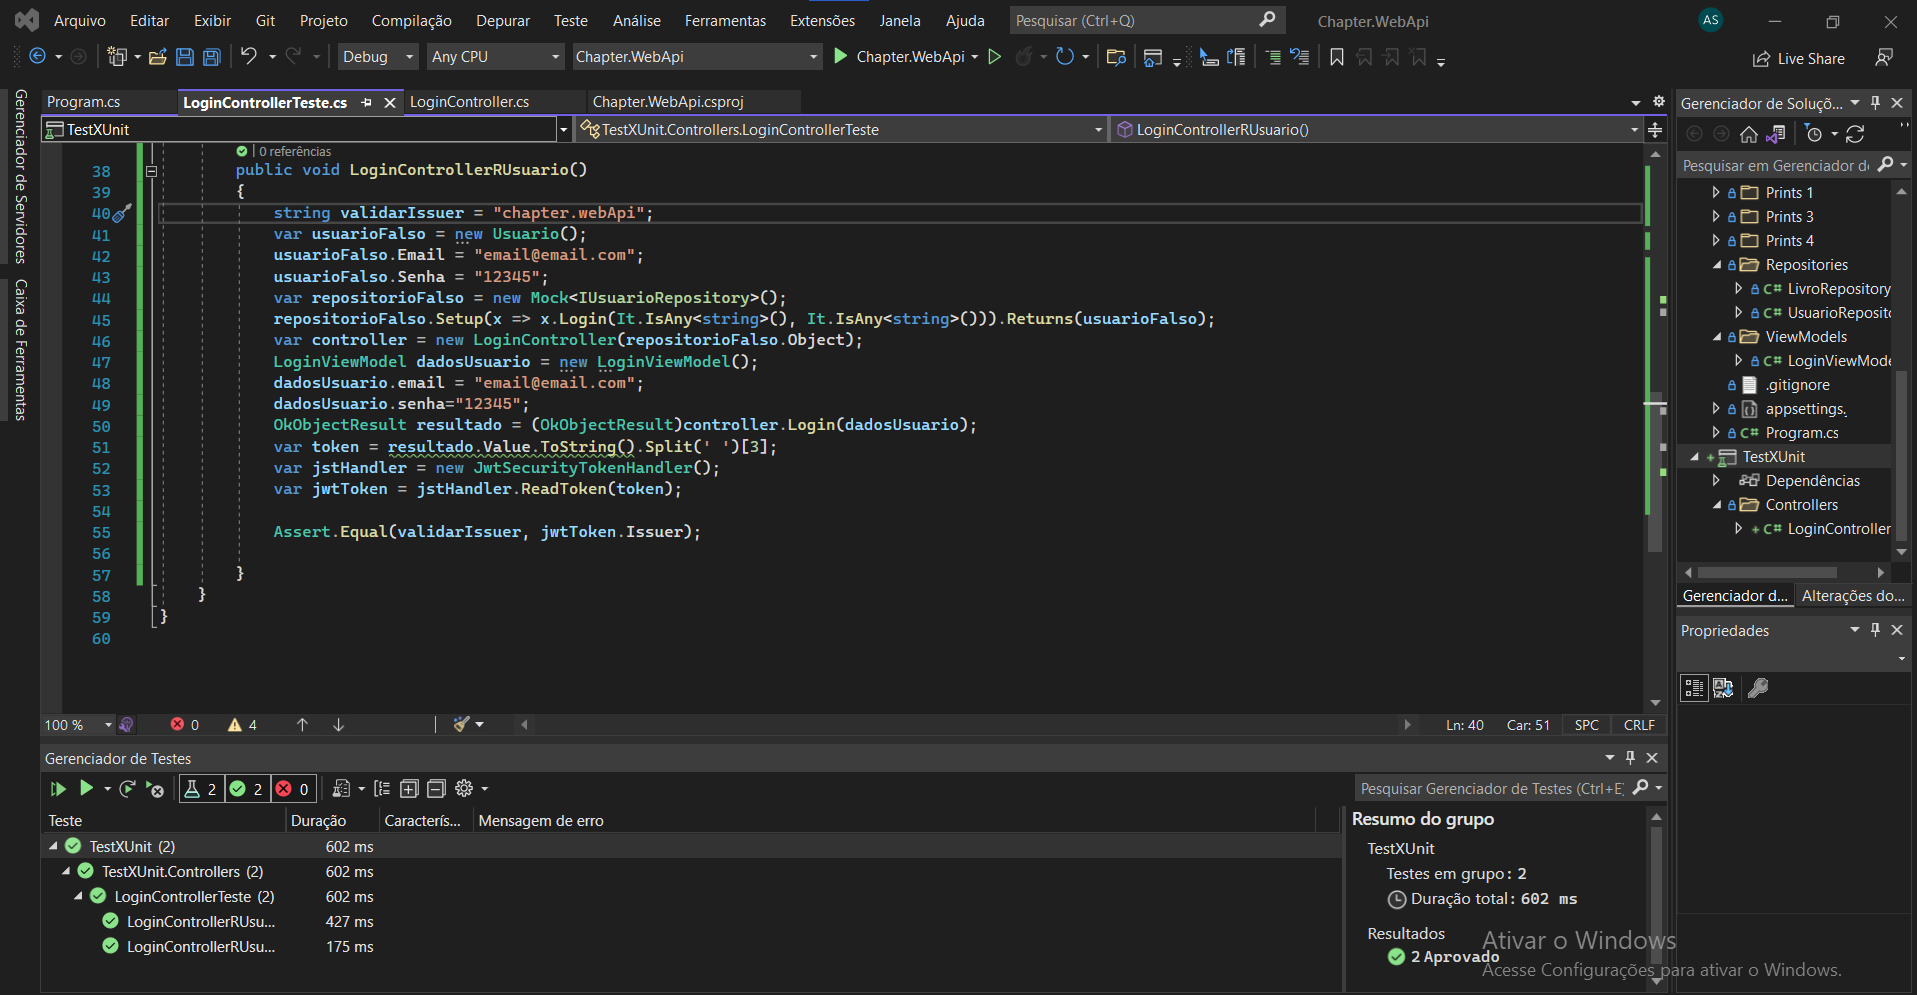 Arquivo Editar Exibir Git Projeto Compilação Depurar Teste Análise Ferramentas Extensões Janela Ajuda Pesquisar (Ctrl+Q) Chapter.WebApi AS
Debug Any CPU Chapter.WebApi Chapter.WebApi Live Share
Gerenciador de Servidores
Caixa de Ferramentas
Program.cs LoginControllerTeste.cs LoginController.cs Chapter.WebApi.csproj
TestXUnit TestXUnit.Controllers.LoginControllerTeste LoginControllerRUsuario()
0 referências
38 public void LoginControllerRUsuario()
39 {
40 string validarIssuer = "chapter.webApi";
41 var usuarioFalso = new Usuario();
42 usuarioFalso.Email = "email@email.com";
43 usuarioFalso.Senha = "12345";
44 var repositorioFalso = new Mock<IUsuarioRepository>();
45 repositorioFalso.Setup(x => x.Login(It.IsAny<string>(), It.IsAny<string>())).Returns(usuarioFalso);
46 var controller = new LoginController(repositorioFalso.Object);
47 LoginViewModel dadosUsuario = new LoginViewModel();
48 dadosUsuario.email = "email@email.com";
49 dadosUsuario.senha="12345";
50 OkObjectResult resultado = (OkObjectResult)controller.Login(dadosUsuario);
51 var token = resultado.Value.ToString().Split(' ')[3];
52 var jstHandler = new JwtSecurityTokenHandler();
53 var jwtToken = jstHandler.ReadToken(token);
54
55 Assert.Equal(validarIssuer, jwtToken.Issuer);
56
57 }
58 }
59 }
60
100 % 0 4 Ln: 40 Car: 51 SPC CRLF
Gerenciador de Testes
2 2 0 Pesquisar Gerenciador de Testes (Ctrl+E)
Teste Duração Caracterís... Mensagem de erro
TestXUnit (2) 602 ms
TestXUnit.Controllers (2) 602 ms
LoginControllerTeste (2) 602 ms
LoginControllerRUsu... 427 ms
LoginControllerRUsu... 175 ms
Resumo do grupo
TestXUnit
Testes em grupo: 2
Duração total: 602 ms
Resultados
2 Aprovado
Gerenciador de Soluçõ...
Pesquisar em Gerenciador de
Prints 1
Prints 3
Prints 4
Repositories
C# LivroRepository
C# UsuarioReposito
ViewModels
C# LoginViewMode
.gitignore
appsettings.
C# Program.cs
TestXUnit
Dependências
Controllers
C# LoginController
Gerenciador d... Alterações do...
Propriedades
Ativar o Windows
Acesse Configurações para ativar o Windows.